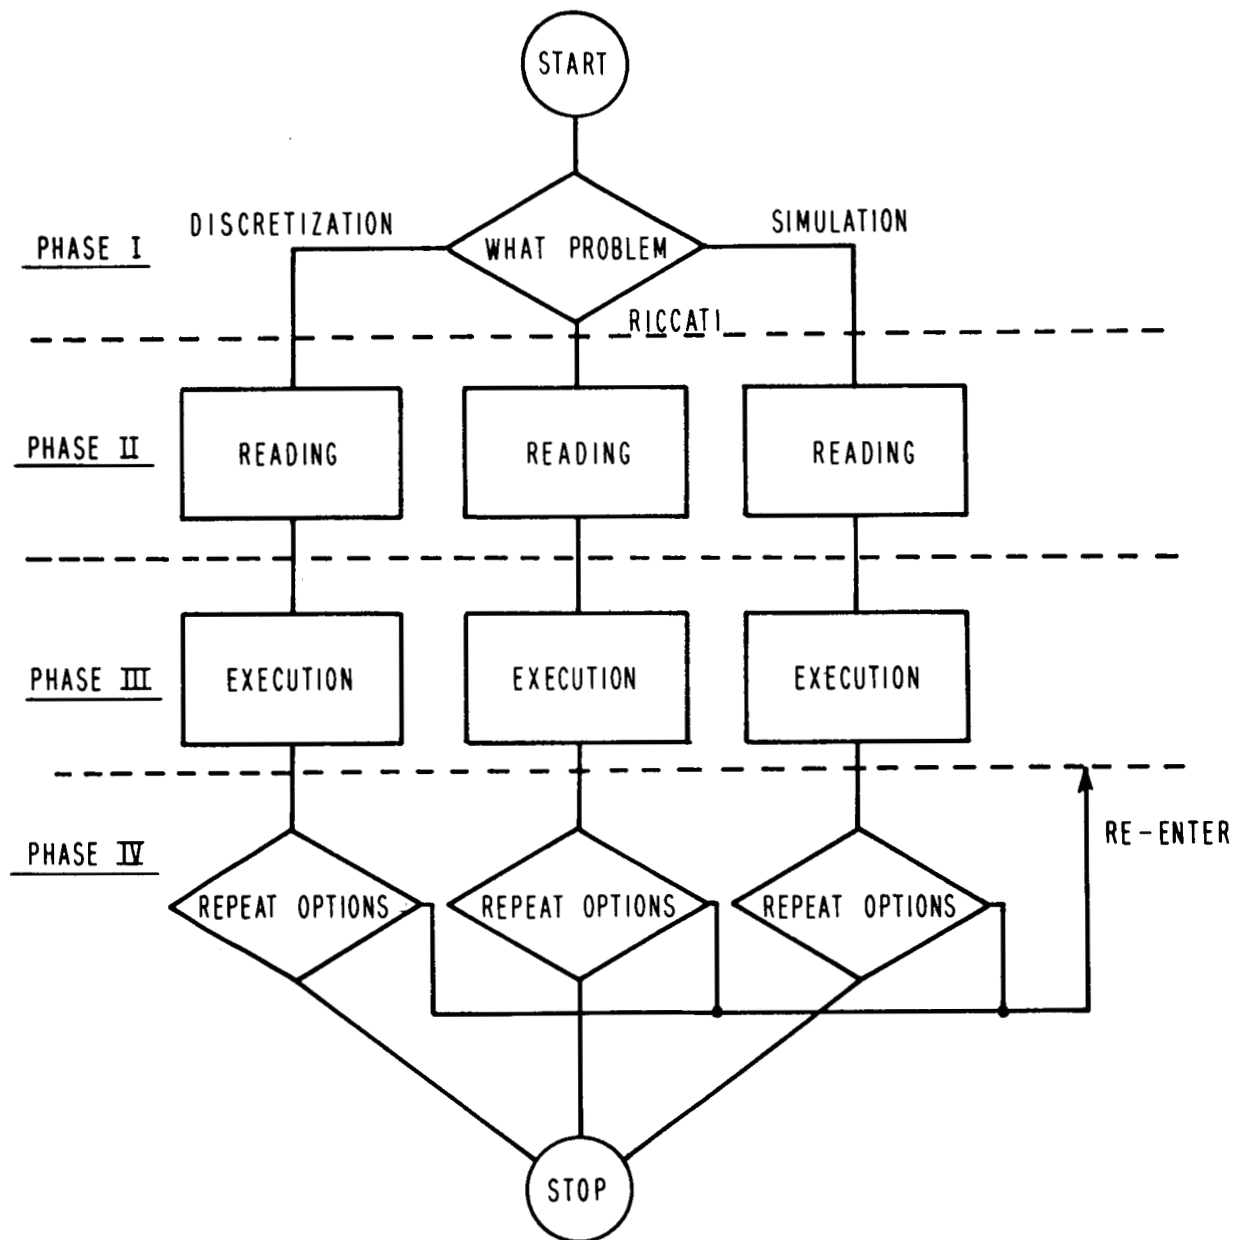 START
DISCRETIZATION
SIMULATION
PHASE I
WHAT PROBLEM
RICCATI
PHASE II
READING
READING
READING
PHASE III
EXECUTION
EXECUTION
EXECUTION
RE-ENTER
PHASE IV
REPEAT OPTIONS
REPEAT OPTIONS
REPEAT OPTIONS
STOP